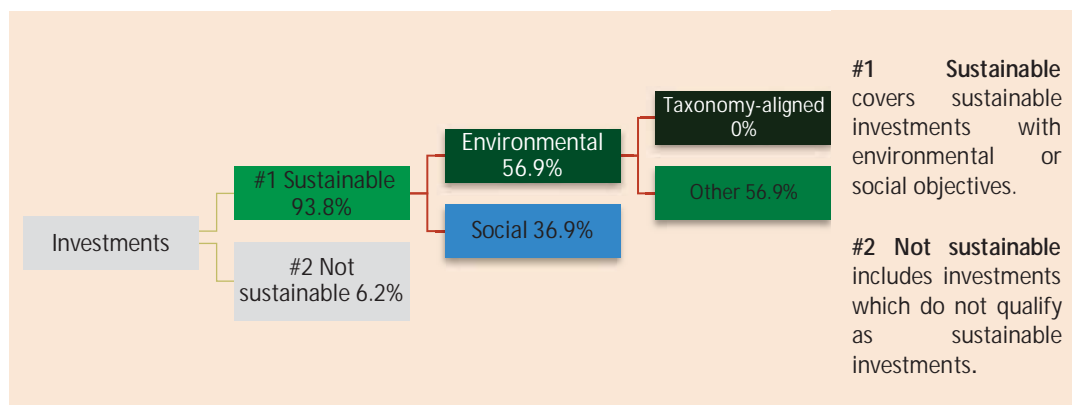 Investments
#1 Sustainable
93.8%
#2 Not
sustainable 6.2%
Environmental
56.9%
Social 36.9%
Taxonomy-aligned
0%
Other 56.9%
#1 Sustainable
covers sustainable
investments with
environmental or
social objectives.
#2 Not sustainable
includes investments
which do not qualify
as sustainable
investments.